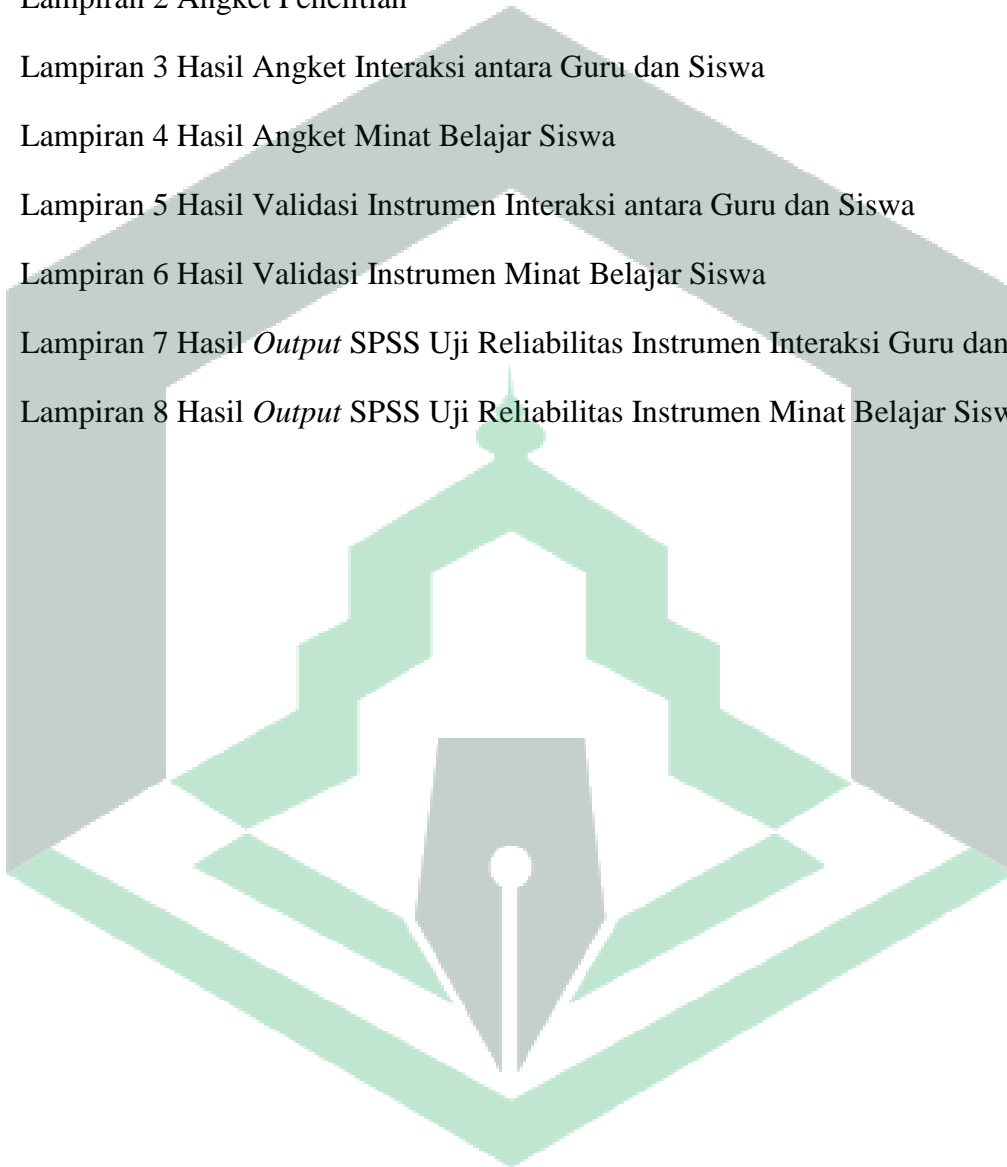 Lampiran 2 Angket Penelitian
Lampiran 3 Hasil Angket Interaksi antara Guru dan Siswa
Lampiran 4 Hasil Angket Minat Belajar Siswa
Lampiran 5 Hasil Validasi Instrumen Interaksi antara Guru dan Siswa
Lampiran 6 Hasil Validasi Instrumen Minat Belajar Siswa
Lampiran 7 Hasil Output SPSS Uji Reliabilitas Instrumen Interaksi Guru dan
Lampiran 8 Hasil Output SPSS Uji Reliabilitas Instrumen Minat Belajar